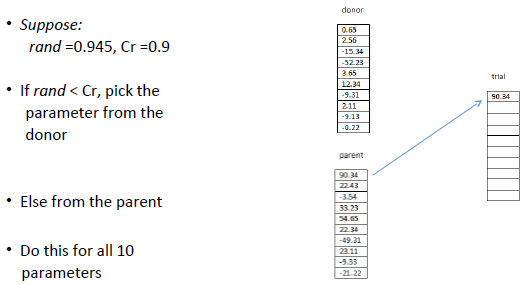 • Suppose:
rand =0.945, Cr =0.9
• If rand < Cr, pick the
parameter from the
donor
• Else from the parent
• Do this for all 10
parameters
donor
0.65
2.56
-15.34
-52.23
3.65
12.34
-9.31
2.11
-9.13
-0.22
parent
90.34
22.43
-3.54
33.23
54.65
22.34
-49.31
23.11
-9.33
-21.22
trial
90.34